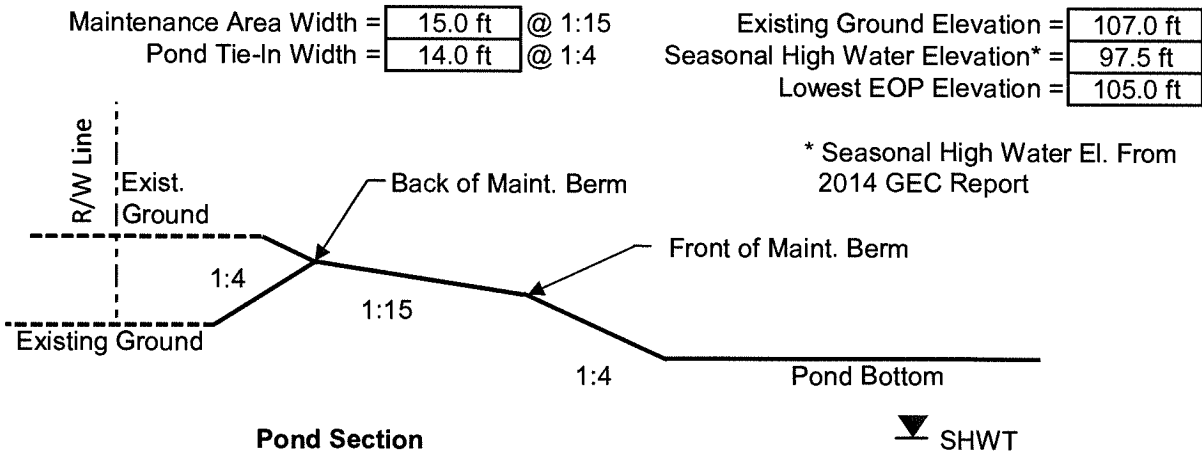 Maintenance Area Width = 15.0 ft @ 1:15
Pond Tie-In Width = 14.0 ft @ 1:4
Existing Ground Elevation = 107.0 ft
Seasonal High Water Elevation* = 97.5 ft
Lowest EOP Elevation = 105.0 ft
* Seasonal High Water El. From
2014 GEC Report
R/W Line
Exist.
Ground
Back of Maint. Berm
Front of Maint. Berm
1:4
1:15
Existing Ground
1:4
Pond Bottom
Pond Section
SHWT